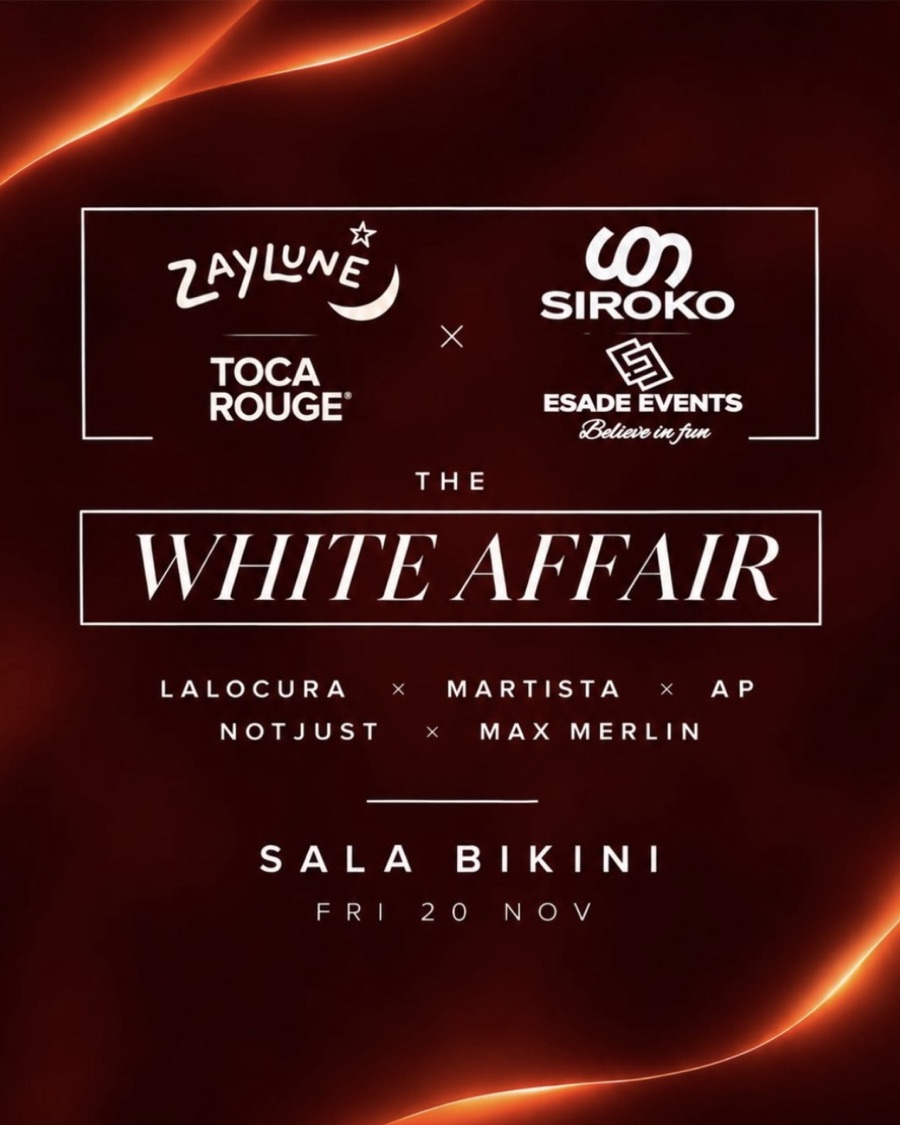 ZAYLUNE
TOCA
ROUGE®
×
SIROKO
ESADE EVENTS
Believe in fun
THE
WHITE AFFAIR
LALOCURA × MARTISTA × AP
NOTJUST × MAX MERLIN
SALA BIKINI
FRI 20 NOV